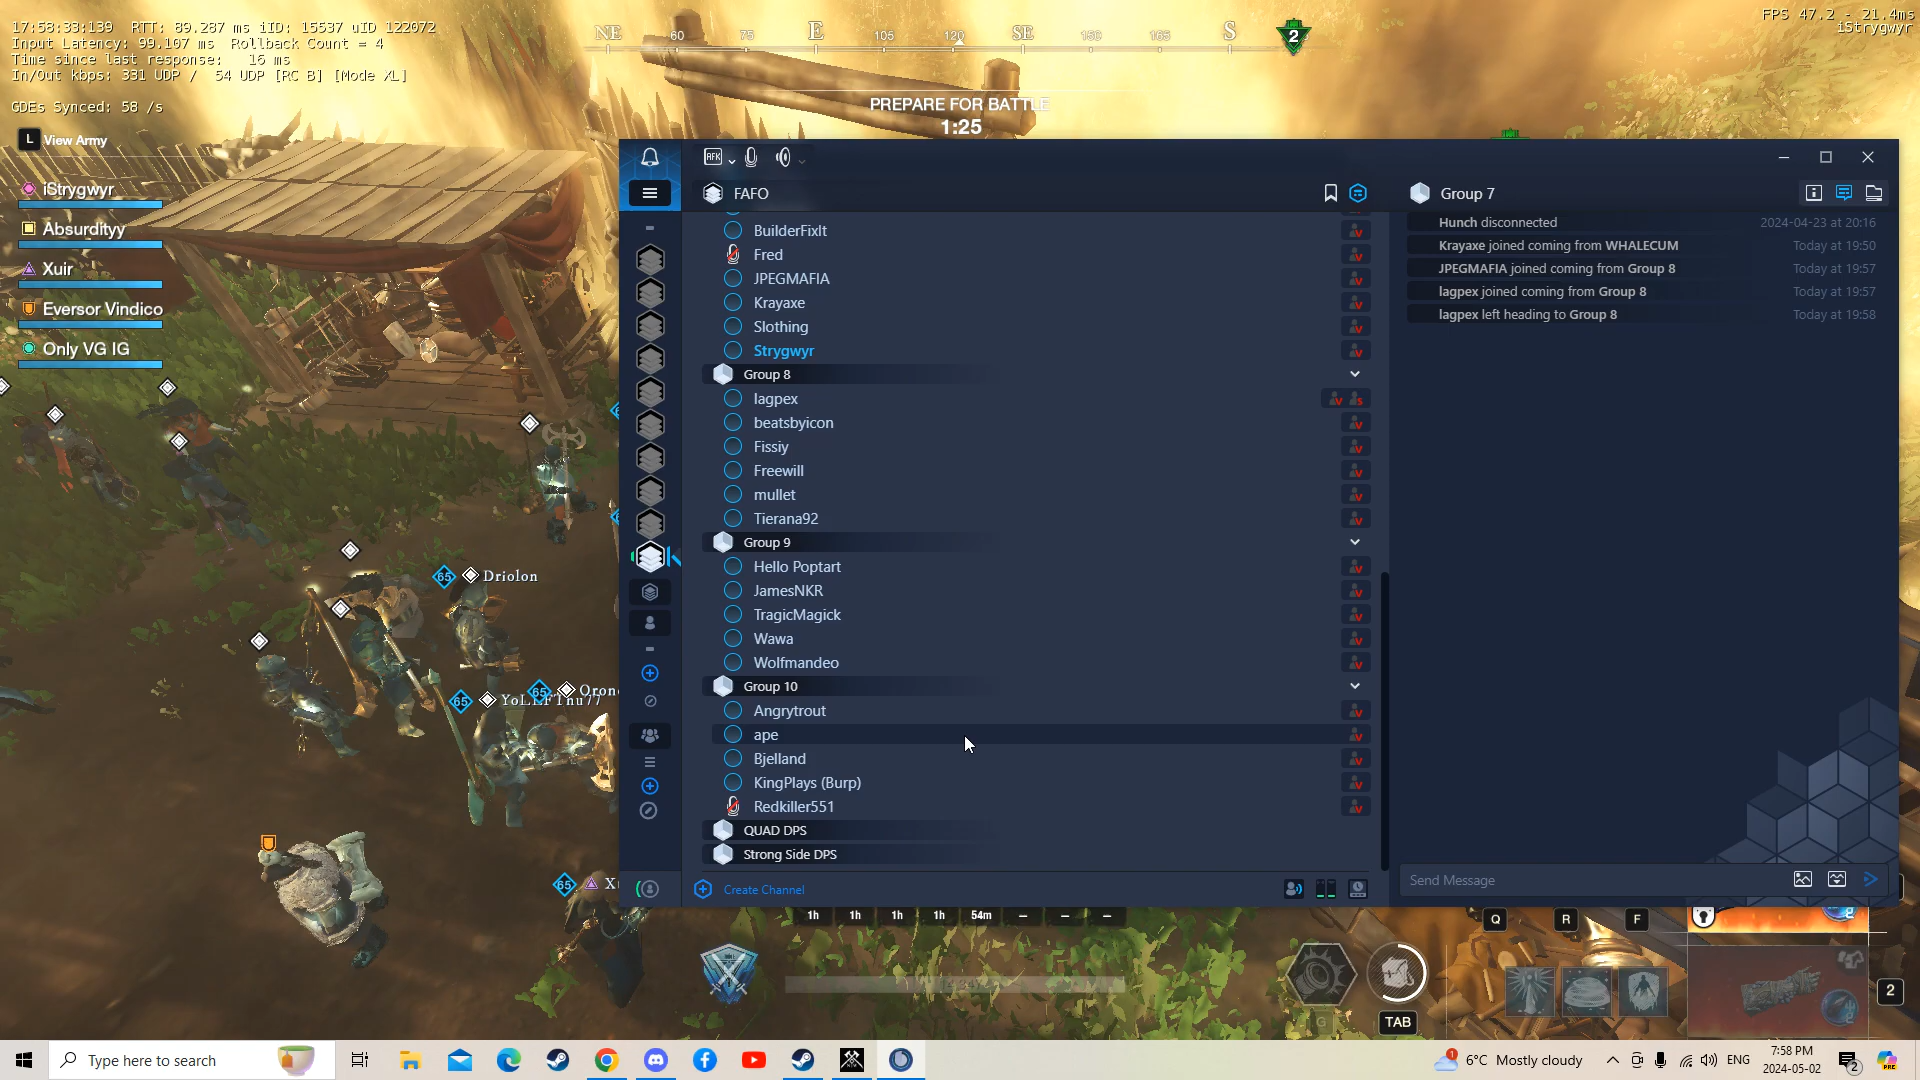 17:58:33:139 RTT: 89.287 ms iID: 15537 uID 122072
Input Latency: 99.107 ms Rollback Count = 4
Time since last response: 16 ms
In/Out kbps: 331 UDP / 54 UDP [RC B] [Mode XL]
GDEs Synced: 58 /s
NE 60 75 E 105 120 SE 150 165 S 2
FPS 47.2 - 21.4ms
iStrygwyr
PREPARE FOR BATTLE
1:25
L View Army
iStrygwyr
Absurdityy
Xuir
Eversor Vindico
Only VG IG
AFK
FAFO
Group 7
BuilderFixIt
Fred
JPEGMAFIA
Krayaxe
Slothing
Strygwyr
Group 8
lagpex
beatsbyicon
Fissiy
Freewill
mullet
Tierana92
Group 9
Hello Poptart
JamesNKR
TragicMagick
Wawa
Wolfmandeo
Group 10
Angrytrout
ape
Bjelland
KingPlays (Burp)
Redkiller551
QUAD DPS
Strong Side DPS
Create Channel
Hunch disconnected 2024-04-23 at 20:16
Krayaxe joined coming from WHALECUM Today at 19:50
JPEGMAFIA joined coming from Group 8 Today at 19:57
lagpex joined coming from Group 8 Today at 19:57
lagpex left heading to Group 8 Today at 19:58
Send Message
65 Driolon
65
65
65 X
1h 1h 1h 1h 54m – – –
Q R F
G TAB 2
Type here to search
6°C Mostly cloudy
ENG
7:58 PM
2024-05-02
2